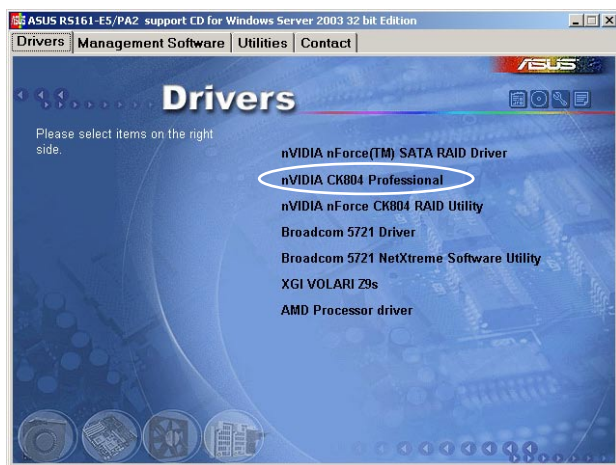 ASUS RS161-E5/PA2 support CD for Windows Server 2003 32 bit Edition
Drivers Management Software Utilities Contact
ASUS
Drivers
Please select items on the right
side.
nVIDIA nForce(TM) SATA RAID Driver
nVIDIA CK804 Professional
nVIDIA nForce CK804 RAID Utility
Broadcom 5721 Driver
Broadcom 5721 NetXtreme Software Utility
XGI VOLARI Z9s
AMD Processor driver